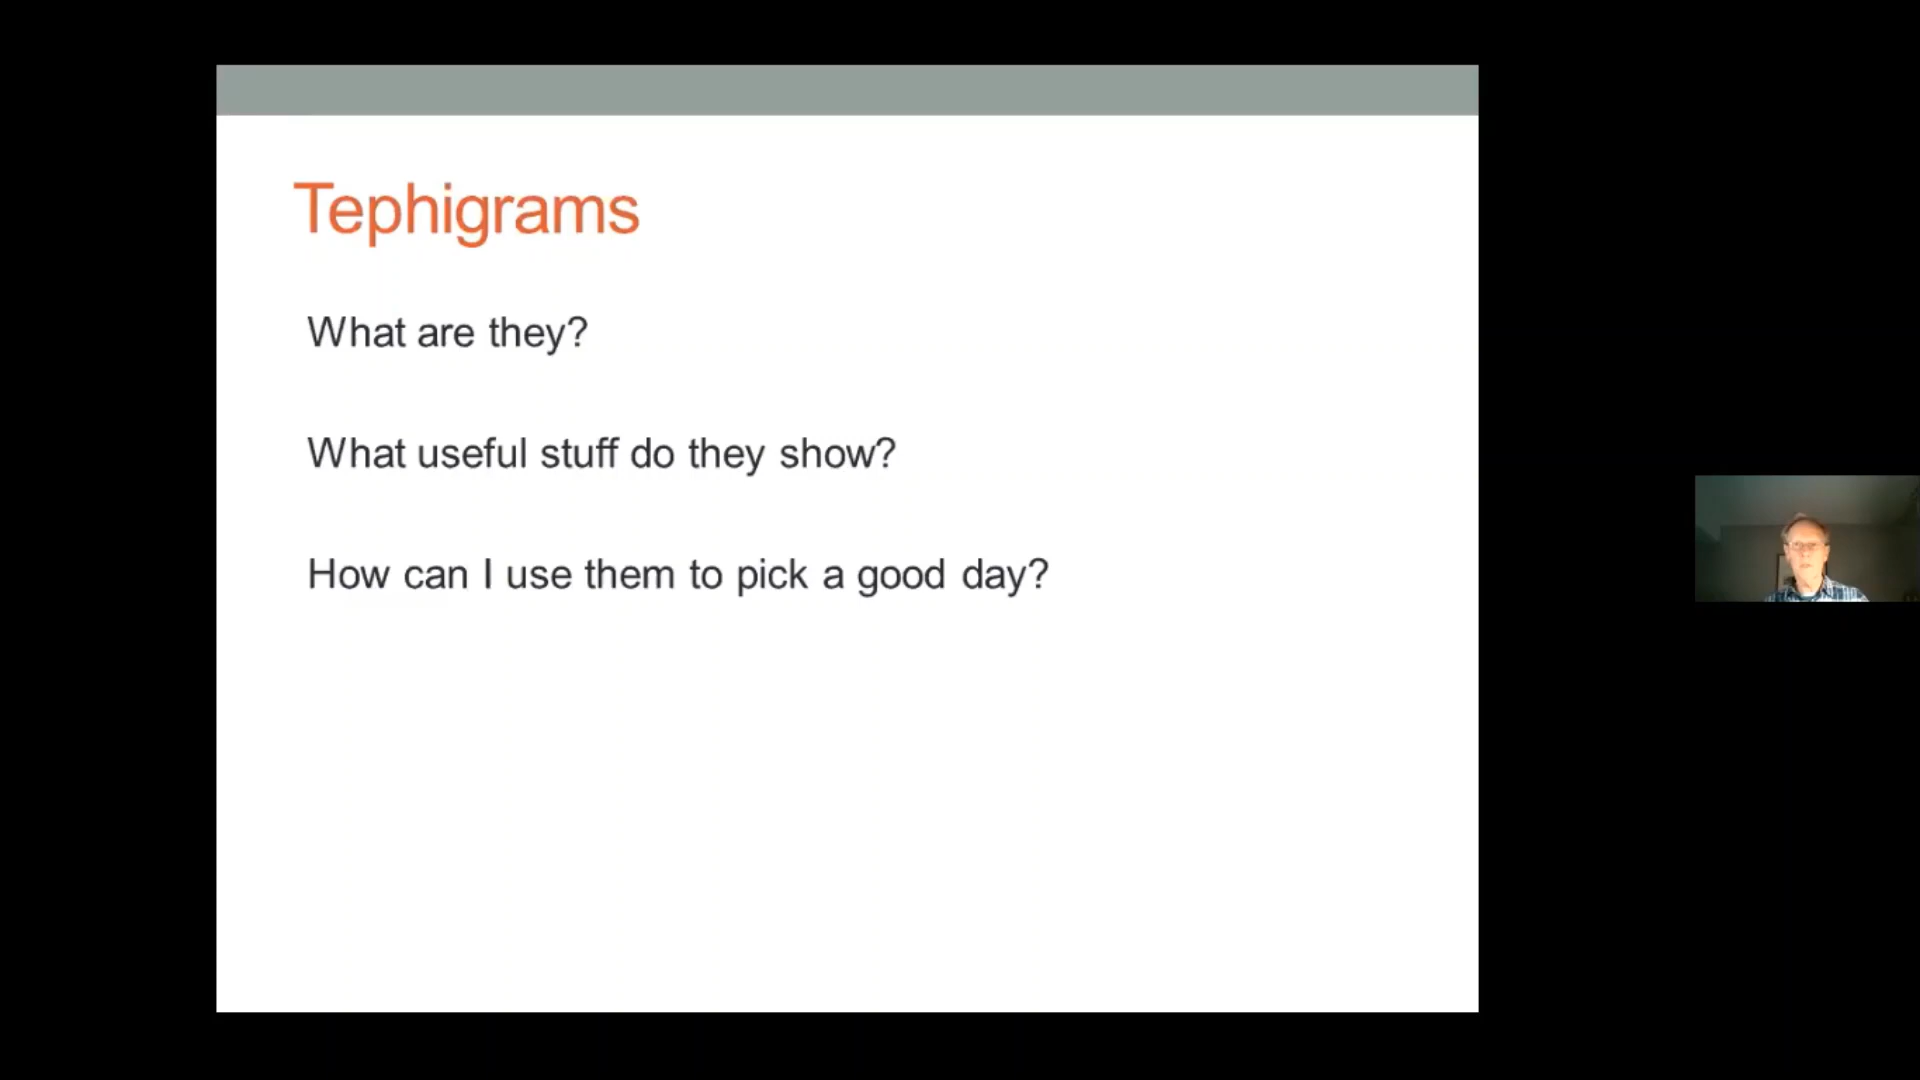 Tephigrams
What are they?
What useful stuff do they show?
How can I use them to pick a good day?